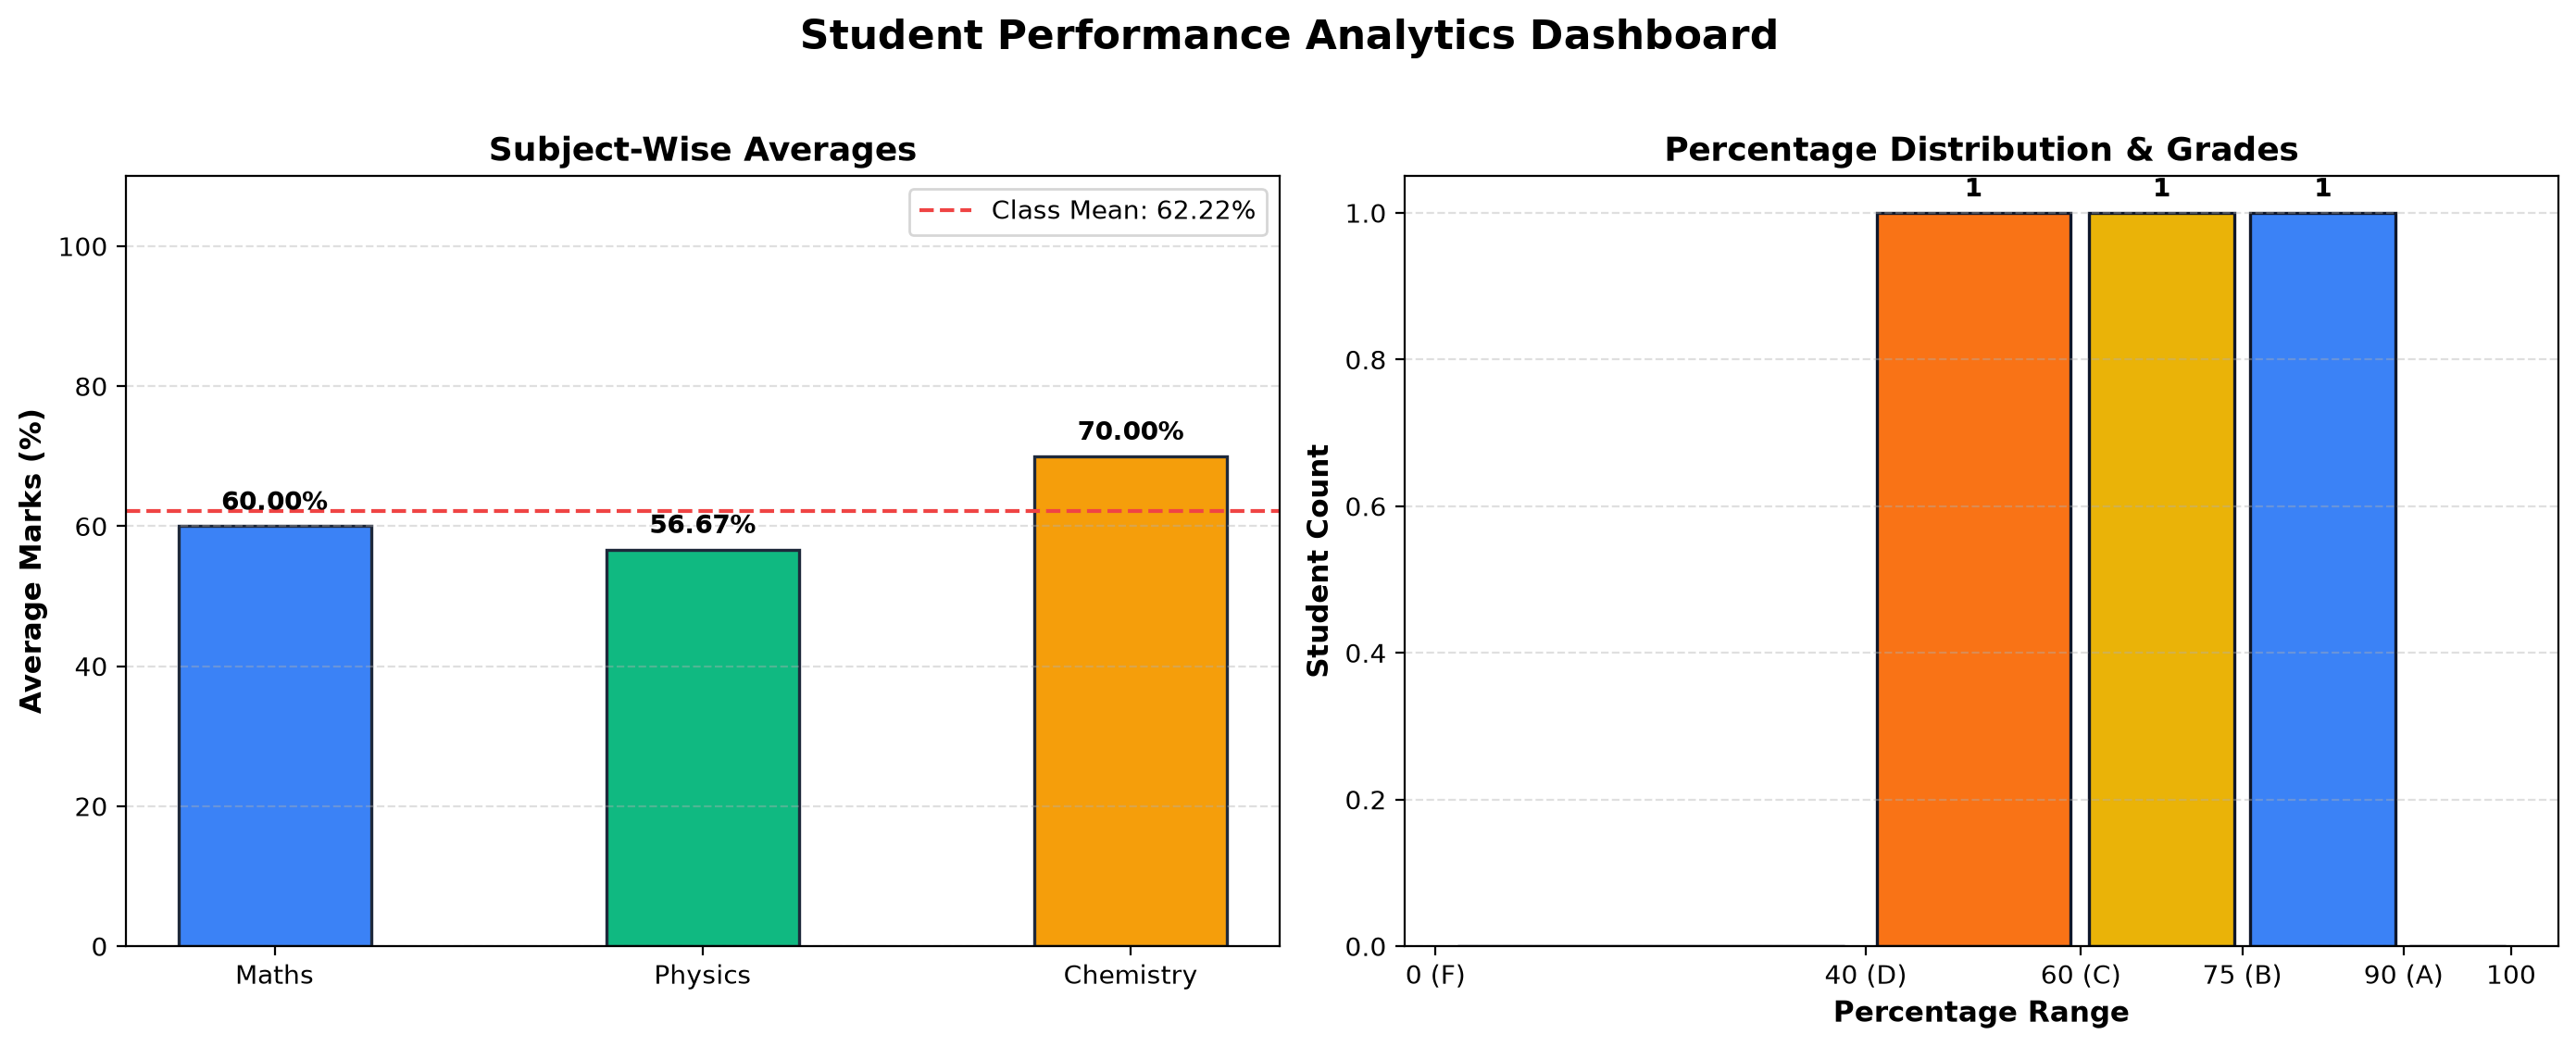 Student Performance Analytics Dashboard
Subject-Wise Averages
Class Mean: 62.22%
Average Marks (%)
100
80
60
40
20
0
60.00%
56.67%
70.00%
Maths Physics Chemistry
Percentage Distribution & Grades
1 1 1
Student Count
1.0
0.8
0.6
0.4
0.2
0.0
0 (F) 40 (D) 60 (C) 75 (B) 90 (A) 100
Percentage Range